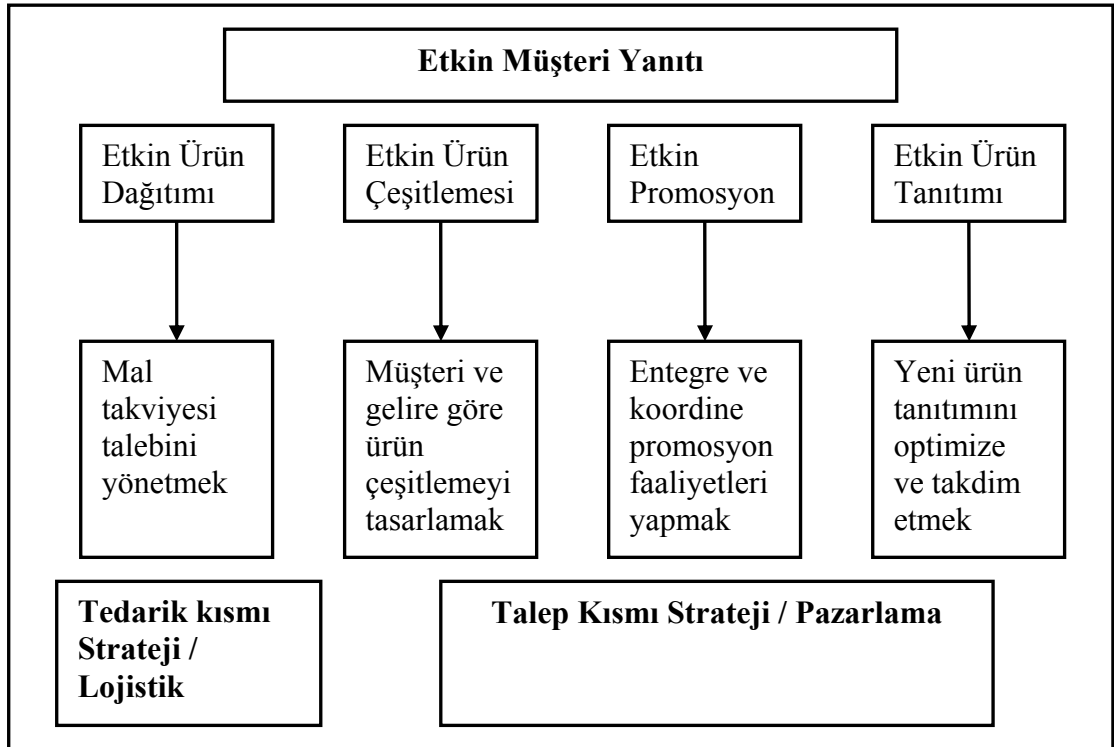 Etkin Müşteri Yanıtı
Etkin Ürün
Dağıtımı
Etkin Ürün
Çeşitlemesi
Etkin
Promosyon
Etkin Ürün
Tanıtımı
Mal
takviyesi
talebini
yönetmek
Müşteri ve
gelire göre
ürün
çeşitlemeyi
tasarlamak
Entegre ve
koordine
promosyon
faaliyetleri
yapmak
Yeni ürün
tanıtımını
optimize
ve takdim
etmek
Tedarik kısmı
Strateji /
Lojistik
Talep Kısmı Strateji / Pazarlama